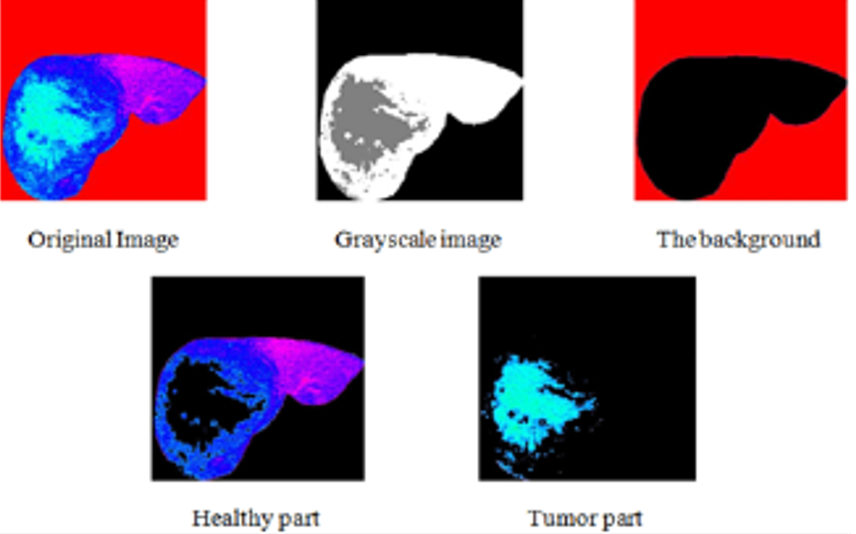 Original Image
Grayscale image
The background
Healthy part
Tumor part